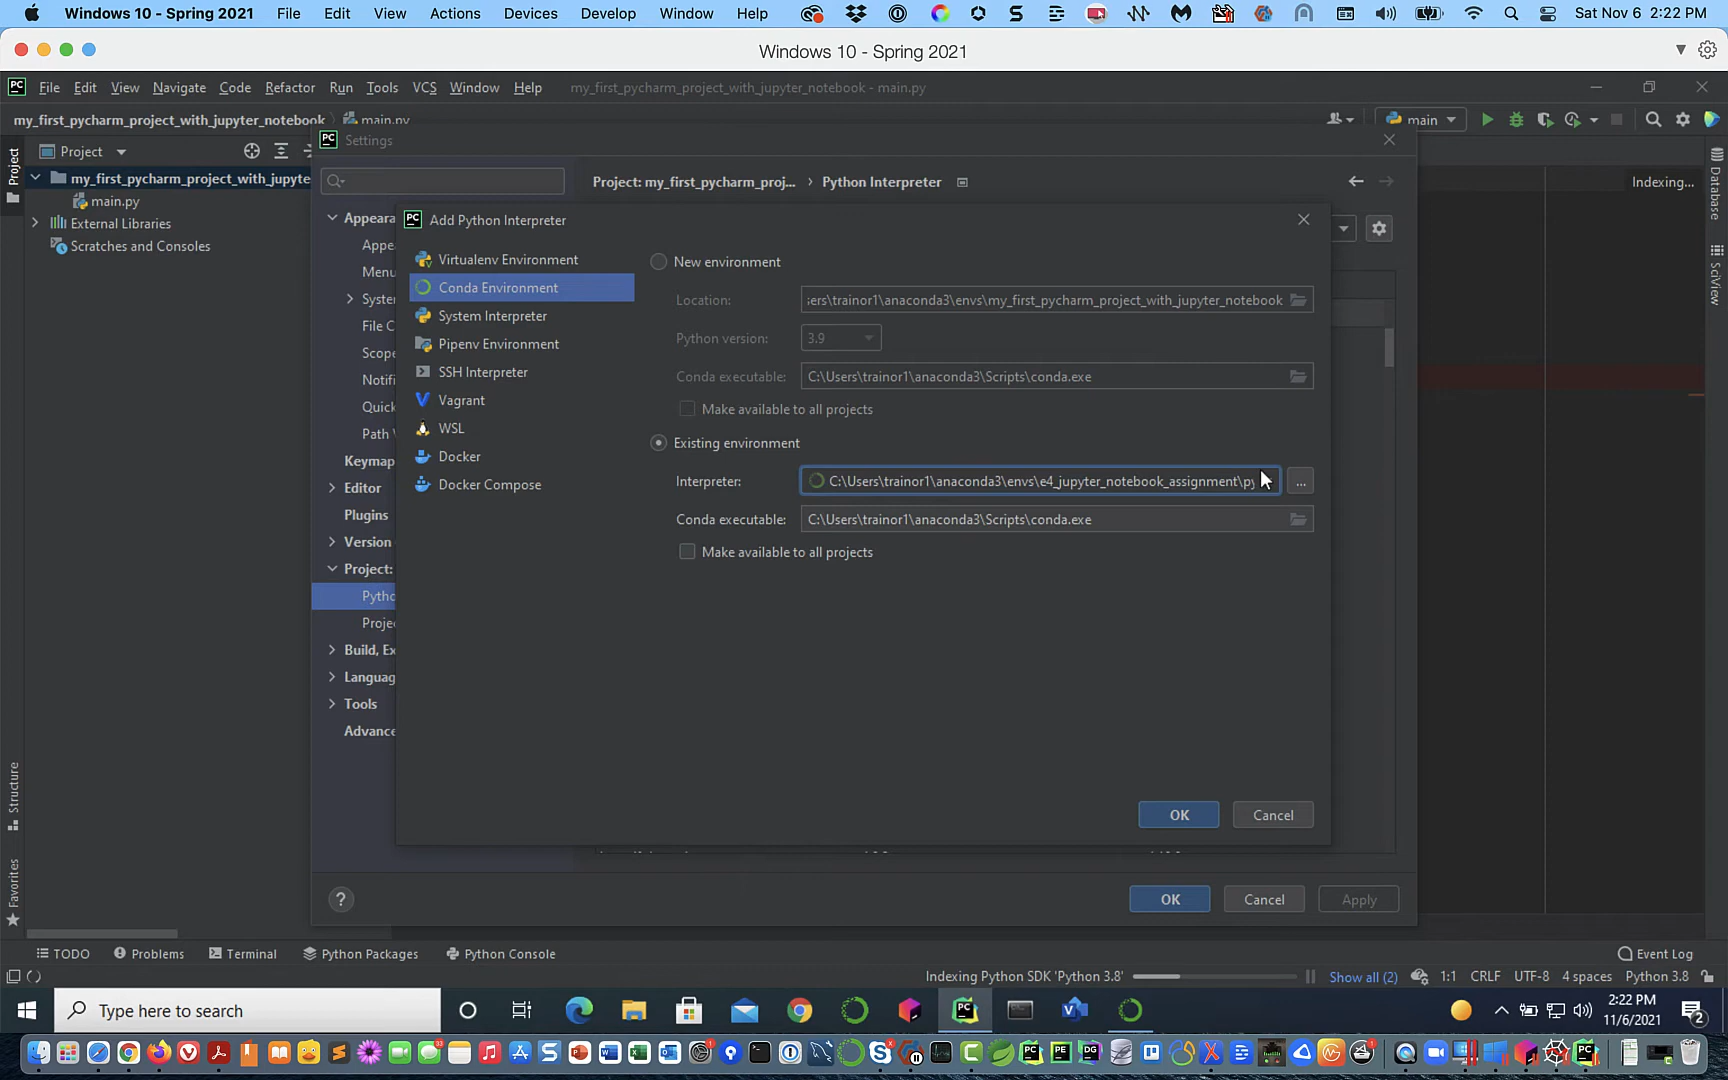 Windows 10 - Spring 2021 File Edit View Actions Devices Develop Window Help Sat Nov 6 2:22 PM
Windows 10 - Spring 2021
File Edit View Navigate Code Refactor Run Tools VCS Window Help my_first_pycharm_project_with_jupyter_notebook - main.py
my_first_pycharm_project_with_jupyter_notebook main.py main
Project Settings
Project
my_first_pycharm_project_with_jupyte Project: my_first_pycharm_proj... › Python Interpreter Indexing...
main.py
External Libraries
Scratches and Consoles
Database
SciView
Appeara
Appe
Menu
Syste
File C
Scope
Notifi
Quick
Path V
Keymap
Editor
Plugins
Version
Project:
Pytho
Projec
Build, Ex
Languag
Tools
Advance
Add Python Interpreter
Virtualenv Environment
Conda Environment
System Interpreter
Pipenv Environment
SSH Interpreter
Vagrant
WSL
Docker
Docker Compose
New environment
Location: ers\trainor1\anaconda3\envs\my_first_pycharm_project_with_jupyter_notebook
Python version: 3.9
Conda executable: C:\Users\trainor1\anaconda3\Scripts\conda.exe
Make available to all projects
Existing environment
Interpreter: C:\Users\trainor1\anaconda3\envs\e4_jupyter_notebook_assignment\py ...
Conda executable: C:\Users\trainor1\anaconda3\Scripts\conda.exe
Make available to all projects
OK Cancel
? OK Cancel Apply
Structure
Favorites
TODO Problems Terminal Python Packages Python Console Event Log
Indexing Python SDK 'Python 3.8' Show all (2) 1:1 CRLF UTF-8 4 spaces Python 3.8
Type here to search 2:22 PM
11/6/2021
2